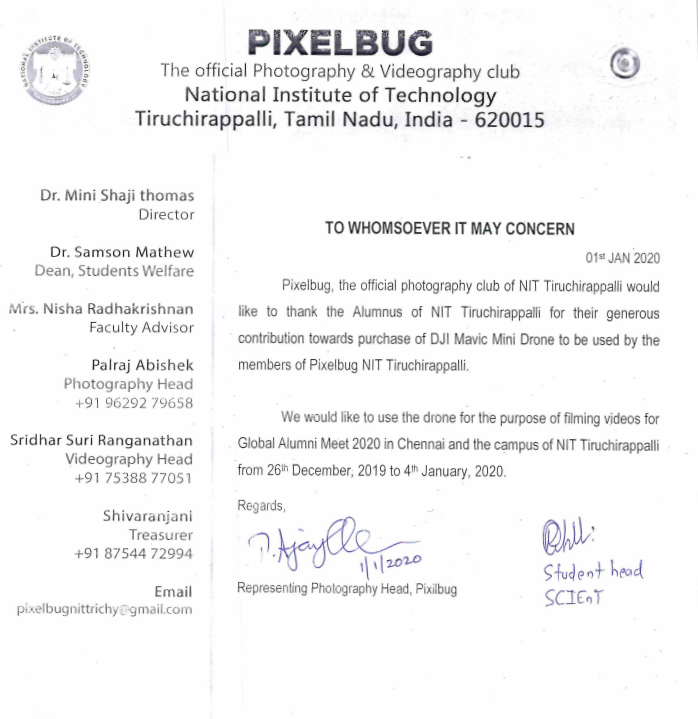 PIXELBUG
The official Photography & Videography club
National Institute of Technology
Tiruchirappalli, Tamil Nadu, India - 620015
Dr. Mini Shaji thomas
Director
Dr. Samson Mathew
Dean, Students Welfare
Mrs. Nisha Radhakrishnan
Faculty Advisor
Palraj Abishek
Photography Head
+91 96292 79658
Sridhar Suri Ranganathan
Videography Head
+91 75388 77051
Shivaranjani
Treasurer
+91 87544 72994
Email
pixelbugnittrichy@gmail.com
TO WHOMSOEVER IT MAY CONCERN
01st JAN 2020
Pixelbug, the official photography club of NIT Tiruchirappalli would
like to thank the Alumnus of NIT Tiruchirappalli for their generous
contribution towards purchase of DJI Mavic Mini Drone to be used by the
members of Pixelbug NIT Tiruchirappalli.
We would like to use the drone for the purpose of filming videos for
Global Alumni Meet 2020 in Chennai and the campus of NIT Tiruchirappalli
from 26th December, 2019 to 4th January, 2020.
Regards,
1/1/2020
Representing Photography Head, Pixilbug
Student head
SCIEnT